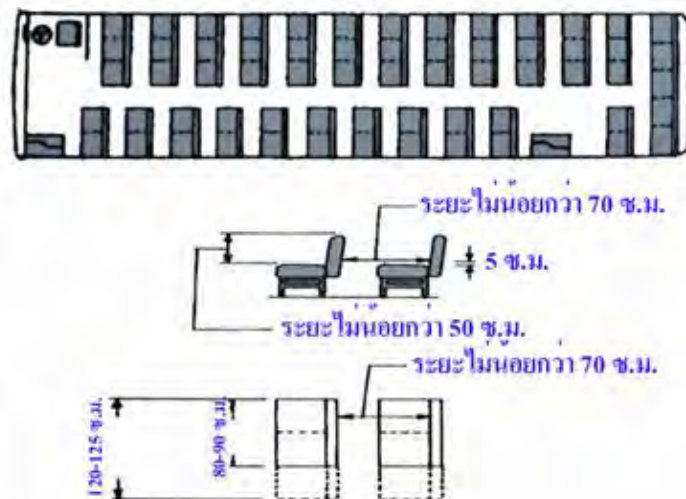 ระยะไม่น้อยกว่า 70 ซ.ม.
5 ซ.ม.
ระยะไม่น้อยกว่า 50 ซ.ม.
ระยะไม่น้อยกว่า 70 ซ.ม.
120-125 ซ.ม.
80-90 ซ.ม.